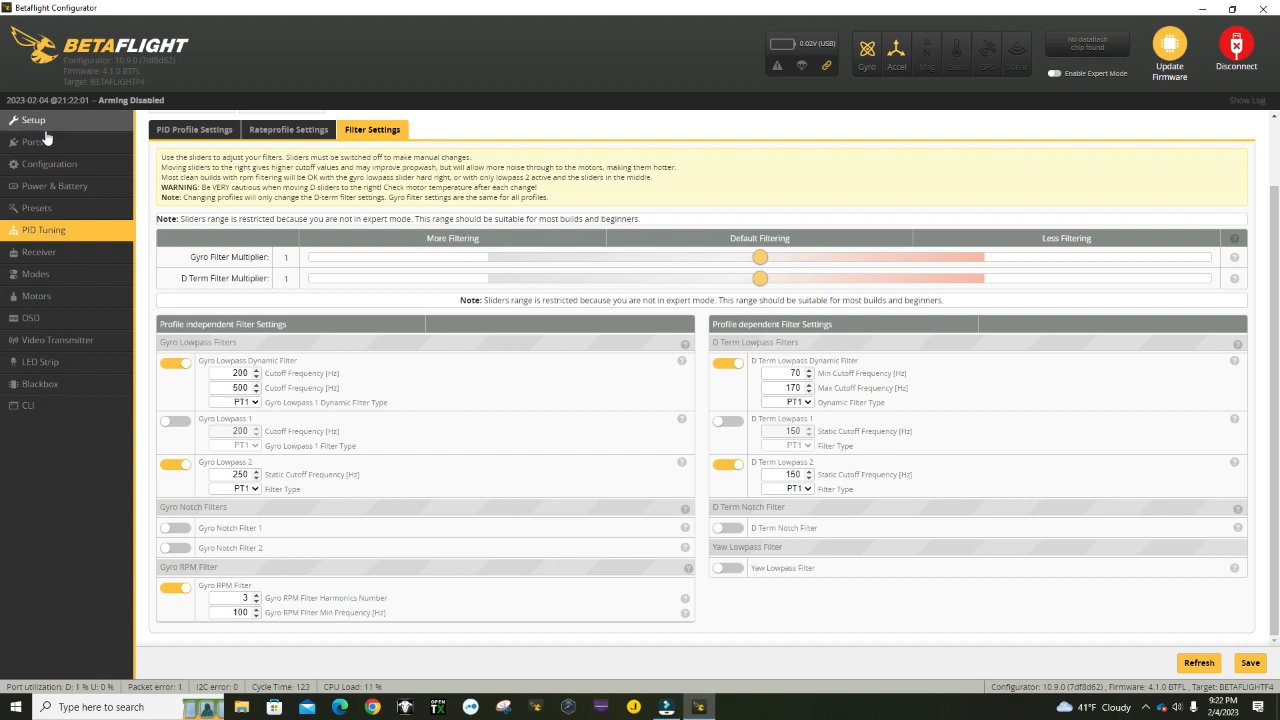 Betaflight Configurator
BETAFLIGHT
Configurator: 10.9.0 (7df8d62)
Firmware: 4.1.0 BTFL
Target: BETAFLIGHTF4
0.02V (USB)
Gyro
Accel
Mag
Baro
GPS
Sonar
No dataflash
chip found
Enable Expert Mode
Update
Firmware
Disconnect
2023-02-04 @21:22:01 -- Arming Disabled
Show Log
Setup
Ports
Configuration
Power & Battery
Presets
PID Tuning
Receiver
Modes
Motors
OSD
Video Transmitter
LED Strip
Blackbox
CLI
PID Profile Settings
Rateprofile Settings
Filter Settings
Use the sliders to adjust your filters. Sliders must be switched off to make manual changes.
Moving sliders to the right gives higher cutoff values and may improve propwash, but will allow more noise through to the motors, making them hotter.
Most clean builds with rpm filtering will be OK with the gyro lowpass slider hard right, or with only lowpass 2 active and the sliders in the middle.
WARNING: Be VERY cautious when moving D sliders to the right! Check motor temperature after each change!
Note: Changing profiles will only change the D-term filter settings. Gyro filter settings are the same for all profiles.
Note: Sliders range is restricted because you are not in expert mode. This range should be suitable for most builds and beginners.
More Filtering Default Filtering Less Filtering
Gyro Filter Multiplier: 1
D Term Filter Multiplier: 1
Note: Sliders range is restricted because you are not in expert mode. This range should be suitable for most builds and beginners.
Profile independent Filter Settings
Gyro Lowpass Filters
Gyro Lowpass Dynamic Filter
200 Cutoff Frequency [Hz]
500 Cutoff Frequency [Hz]
PT1 Gyro Lowpass 1 Dynamic Filter Type
Gyro Lowpass 1
200 Cutoff Frequency [Hz]
PT1 Gyro Lowpass 1 Filter Type
Gyro Lowpass 2
250 Static Cutoff Frequency [Hz]
PT1 Filter Type
Gyro Notch Filters
Gyro Notch Filter 1
Gyro Notch Filter 2
Gyro RPM Filter
Gyro RPM Filter
3 Gyro RPM Filter Harmonics Number
100 Gyro RPM Filter Min Frequency [Hz]
Profile dependent Filter Settings
D Term Lowpass Filters
D Term Lowpass Dynamic Filter
70 Min Cutoff Frequency [Hz]
170 Max Cutoff Frequency [Hz]
PT1 Dynamic Filter Type
D Term Lowpass 1
150 Static Cutoff Frequency [Hz]
PT1 Filter Type
D Term Lowpass 2
150 Static Cutoff Frequency [Hz]
PT1 Filter Type
D Term Notch Filter
D Term Notch Filter
Yaw Lowpass Filter
Yaw Lowpass Filter
Refresh
Save
Port utilization: D: 1 % U: 0 %
Packet error: 1
I2C error: 0
Cycle Time: 123
CPU Load: 11 %
Configurator: 10.9.0 (7df8d62), Firmware: 4.1.0 BTFL, Target: BETAFLIGHTF4
Type here to search
OPEN
TX
41°F Cloudy
9:22 PM
2/4/2023